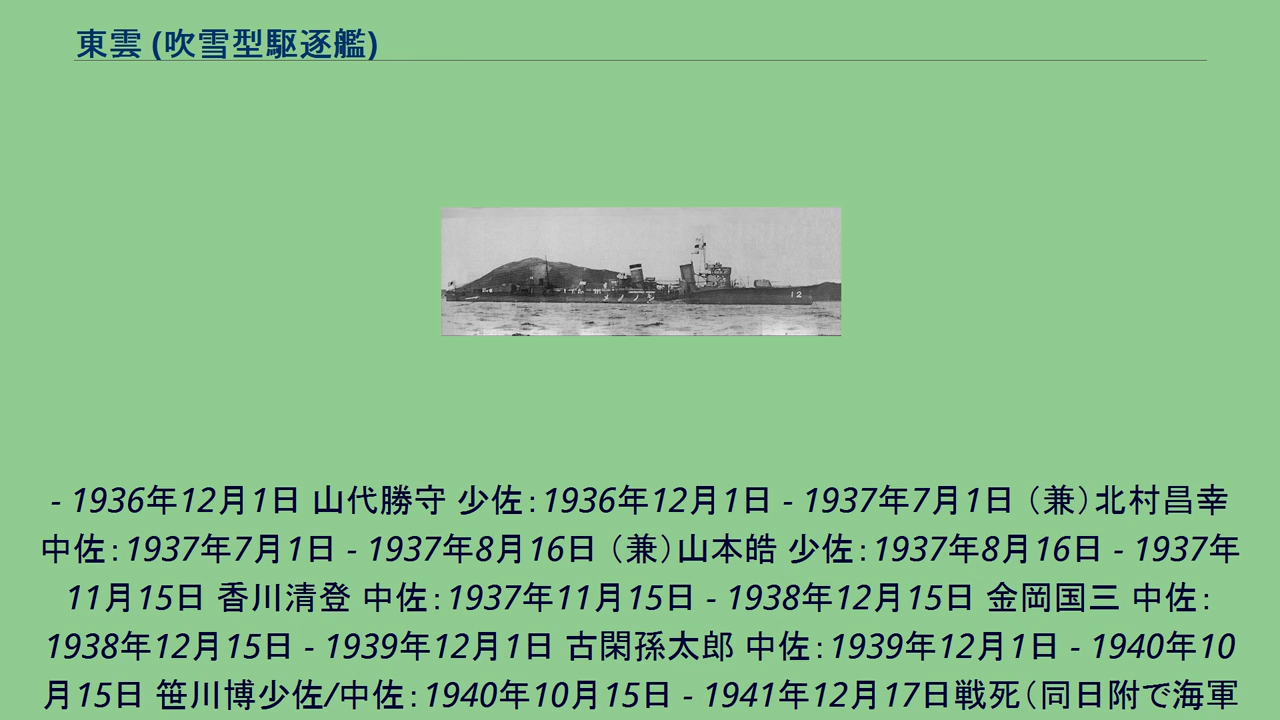 東雲 (吹雪型駆逐艦)
シノノメ
12
- 1936年12月1日 山代勝守 少佐：1936年12月1日 - 1937年7月1日 （兼）北村昌幸
中佐：1937年7月1日 - 1937年8月16日 （兼）山本皓 少佐：1937年8月16日 - 1937年
11月15日 香川清登 中佐：1937年11月15日 - 1938年12月15日 金岡国三 中佐：
1938年12月15日 - 1939年12月1日 古閑孫太郎 中佐：1939年12月1日 - 1940年10
月15日 笹川博少佐/中佐：1940年10月15日 - 1941年12月17日戦死（同日附で海軍